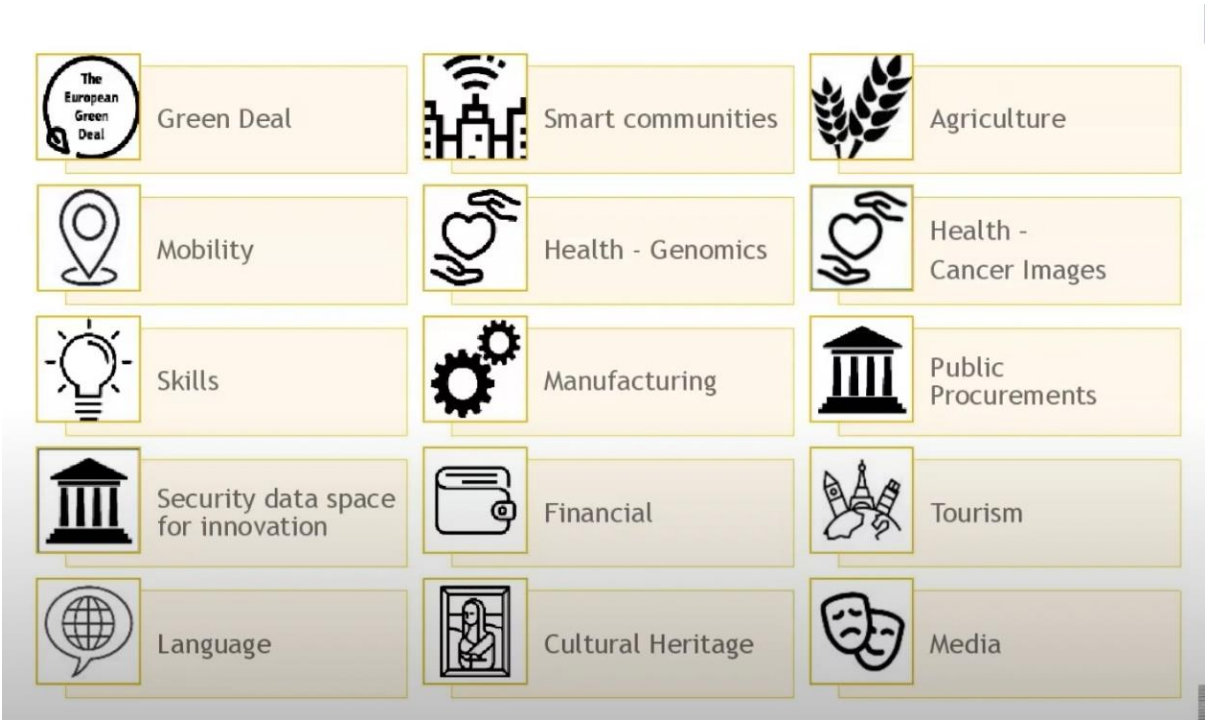 The
European
Green
Deal
Green Deal
Smart communities
Agriculture
Mobility
Health - Genomics
Health -
Cancer Images
Skills
Manufacturing
Public
Procurements
Security data space
for innovation
Financial
Tourism
Language
Cultural Heritage
Media